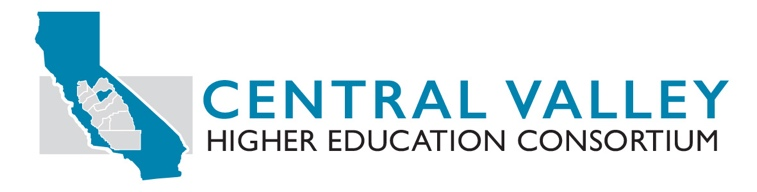 CENTRAL VALLEY
HIGHER EDUCATION CONSORTIUM